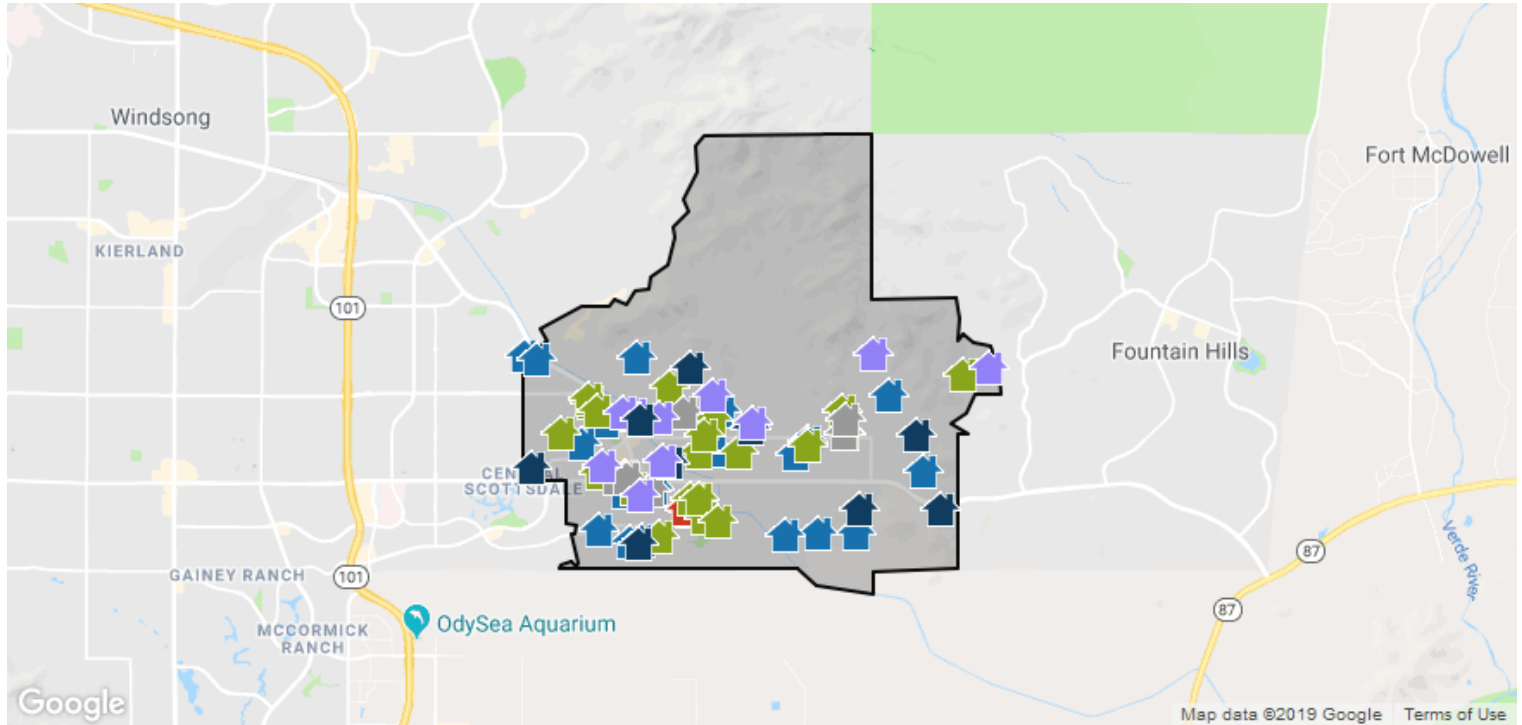 Windsong
Fort McDowell
KIERLAND
101
Fountain Hills
CENTRAL
SCOTTSDALE
87
Verde River
GAINEY RANCH
101
87
OdySea Aquarium
MCCORMICK
RANCH
Google
Map data ©2019 Google
Terms of Use